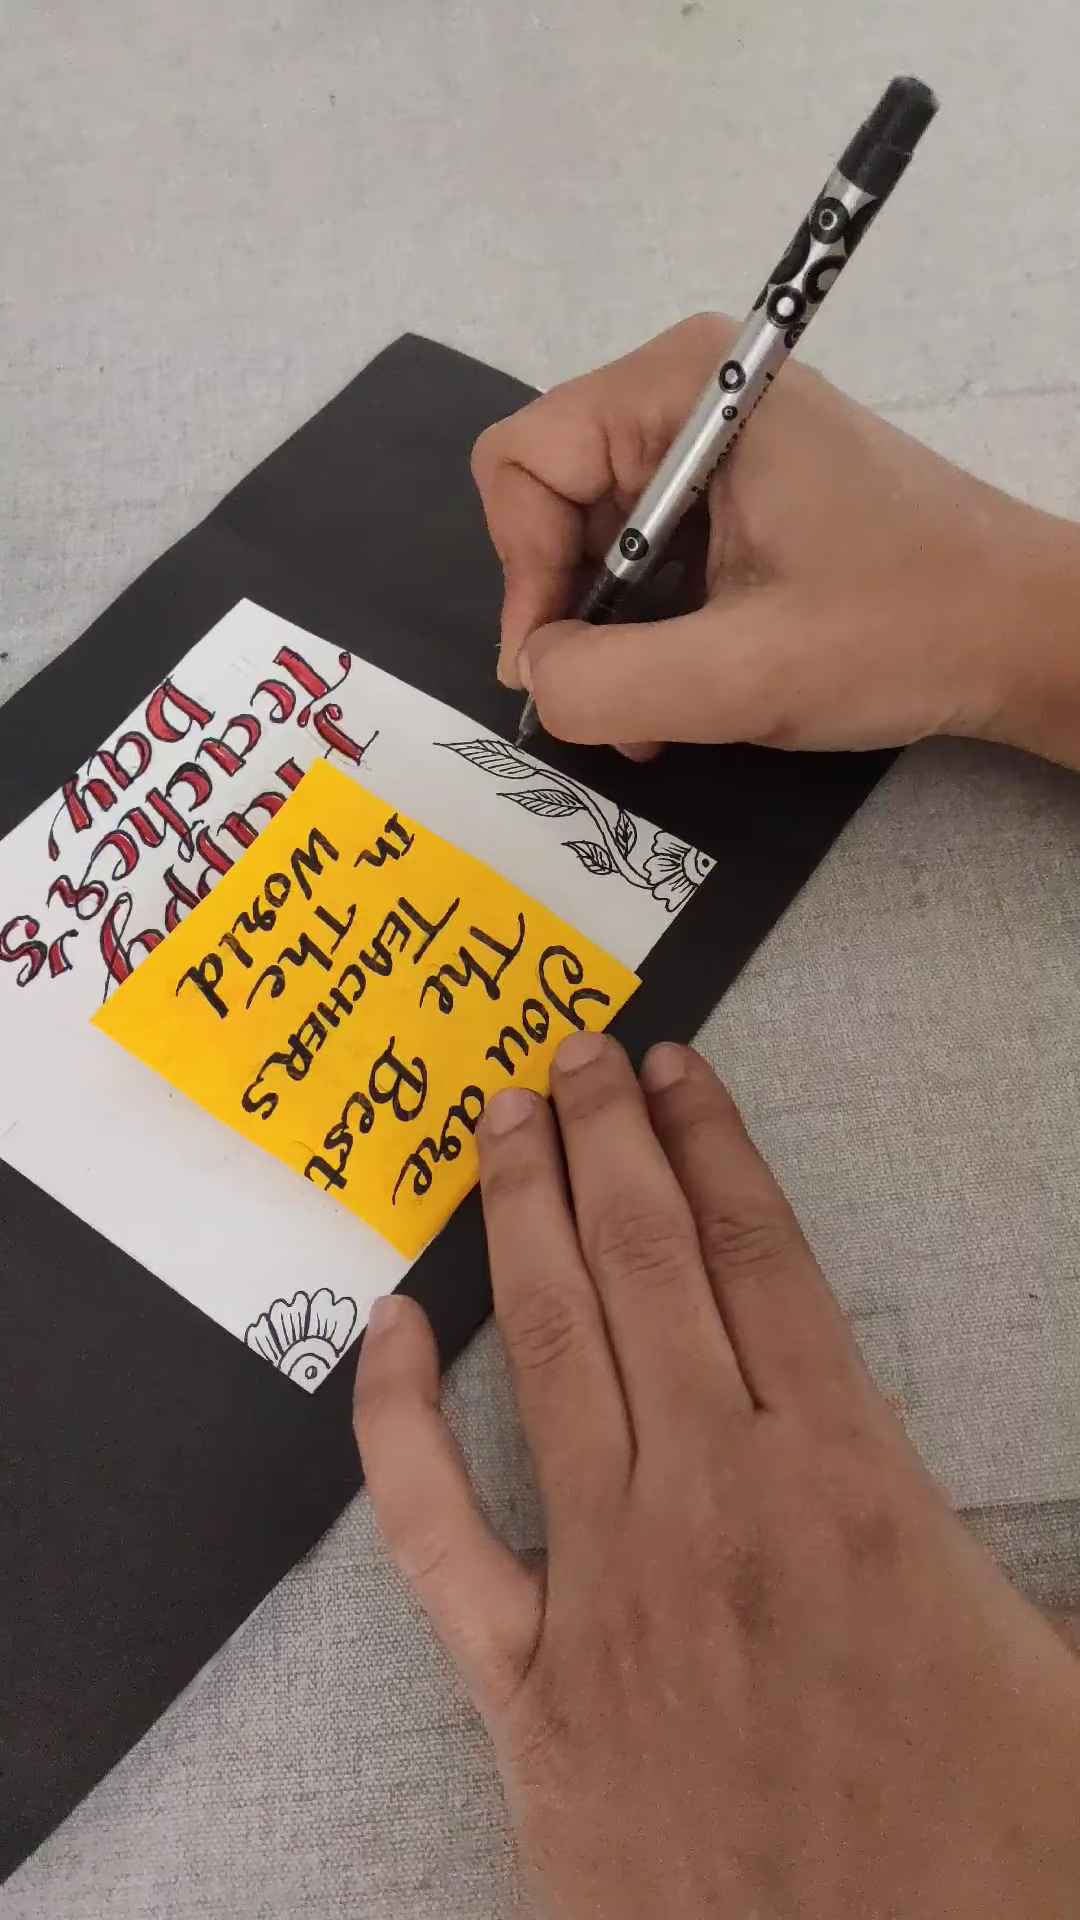 Happy
Teacher's
Day
You are
The Best
TEACHERS
In The
World